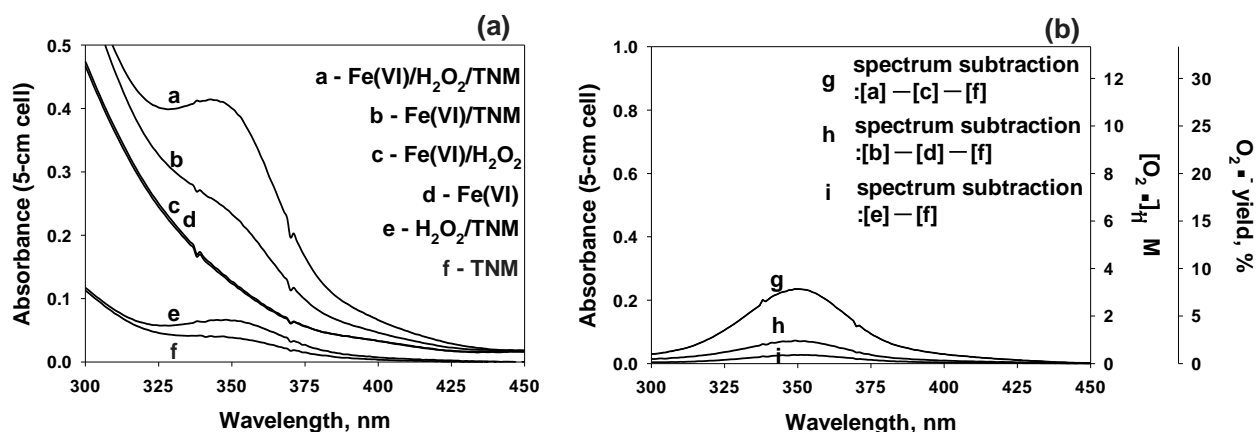 (a)
Absorbance (5-cm cell)
0.5
0.4
0.3
0.2
0.1
0.0
300 325 350 375 400 425 450
Wavelength, nm
a
b
c
d
e
f
a - Fe(VI)/H₂O₂/TNM
b - Fe(VI)/TNM
c - Fe(VI)/H₂O₂
d - Fe(VI)
e - H₂O₂/TNM
f - TNM
(b)
Absorbance (5-cm cell)
1.0
0.8
0.6
0.4
0.2
0.0
300 325 350 375 400 425 450
Wavelength, nm
g
h
i
g spectrum subtraction
:[a]－[c]－[f]
h spectrum subtraction
:[b]－[d]－[f]
i spectrum subtraction
:[e]－[f]
12
10
8
6
4
2
0
M
30
25
20
15
10
5
0
O₂▪⁻ yield, %